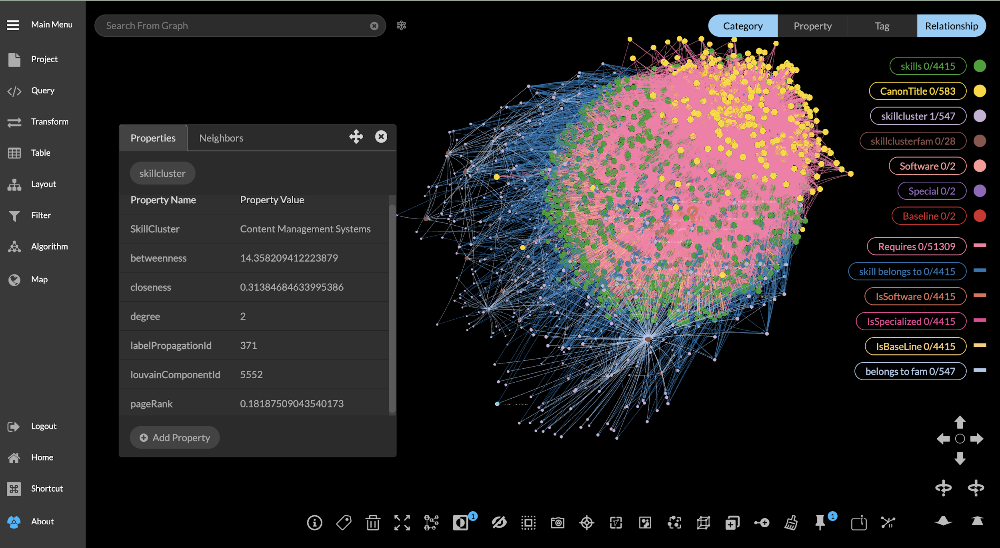 Main Menu
Project
Query
Transform
Table
Layout
Filter
Algorithm
Map
Logout
Home
Shortcut
About
Search From Graph
Category
Property
Tag
Relationship
Properties
Neighbors
skillcluster
Property Name Property Value
SkillCluster Content Management Systems
betweenness 14.358209412223879
closeness 0.31384684633995386
degree 2
labelPropagationId 371
louvainComponentId 5552
pageRank 0.18187509043540173
Add Property
skills 0/4415
CanonTitle 0/583
skillcluster 1/547
skillclusterfam 0/28
Software 0/2
Special 0/2
Baseline 0/2
Requires 0/51309
skill belongs to 0/4415
IsSoftware 0/4415
IsSpecialized 0/4415
IsBaseLine 0/4415
belongs to fam 0/547
1
1